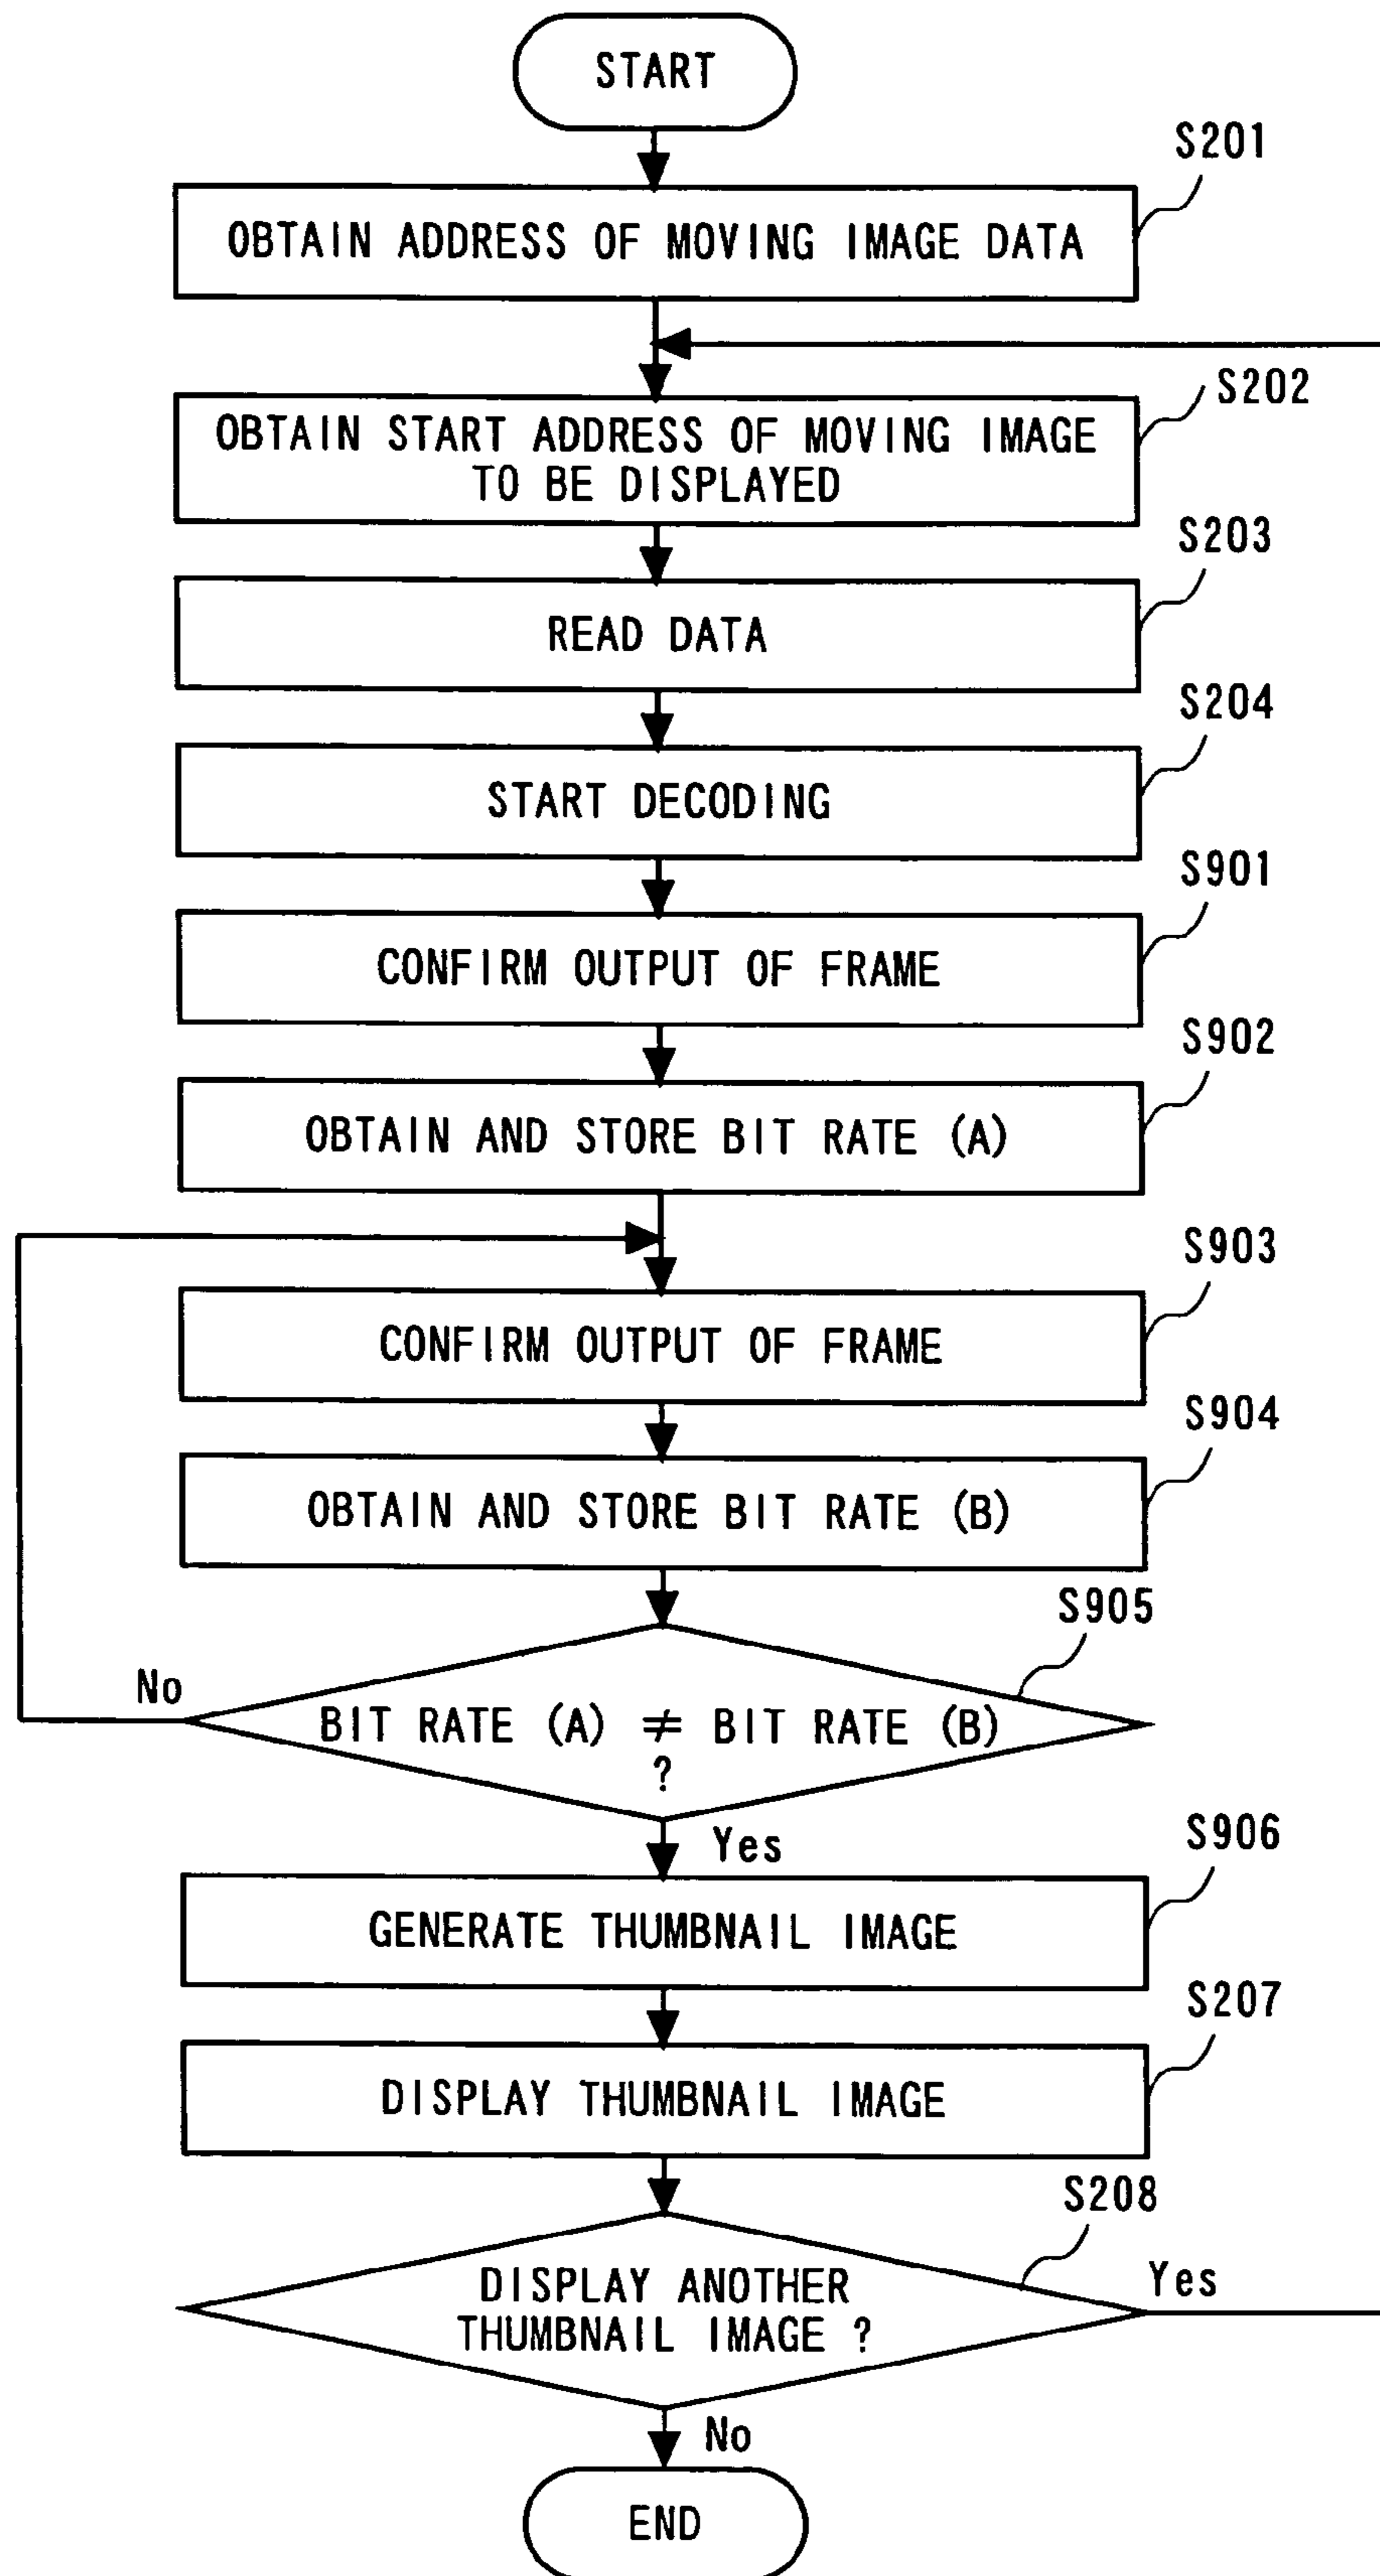 START
S201
OBTAIN ADDRESS OF MOVING IMAGE DATA
S202
OBTAIN START ADDRESS OF MOVING IMAGE
TO BE DISPLAYED
S203
READ DATA
S204
START DECODING
S901
CONFIRM OUTPUT OF FRAME
S902
OBTAIN AND STORE BIT RATE (A)
S903
CONFIRM OUTPUT OF FRAME
S904
OBTAIN AND STORE BIT RATE (B)
S905
No
BIT RATE (A) ≠ BIT RATE (B)
?
Yes
S906
GENERATE THUMBNAIL IMAGE
S207
DISPLAY THUMBNAIL IMAGE
S208
DISPLAY ANOTHER
THUMBNAIL IMAGE ?
Yes
No
END